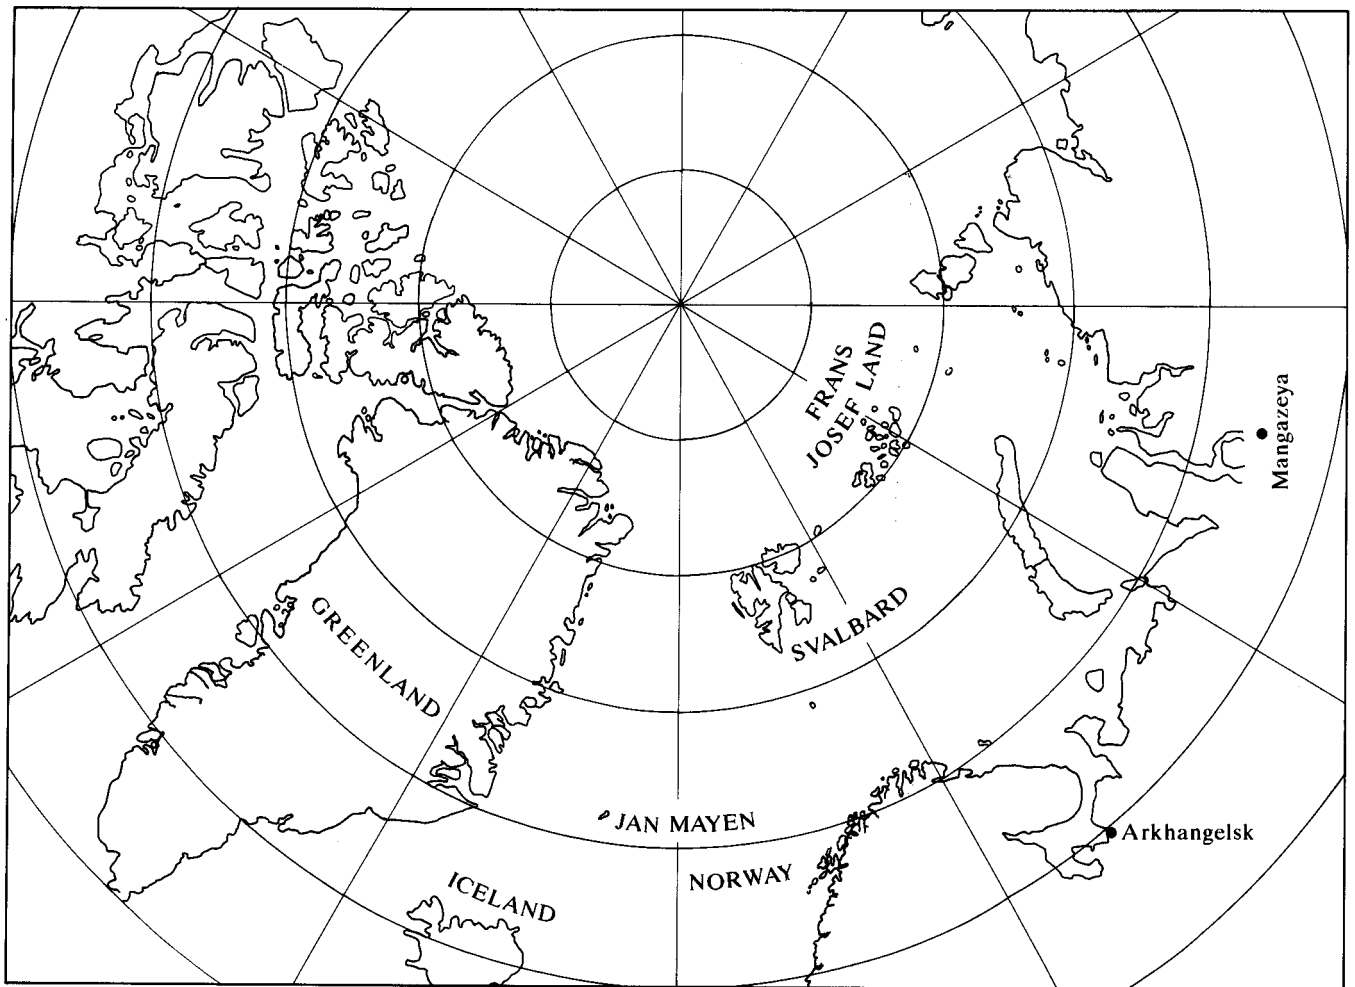 FRANS
JOSEF LAND
Mangazeya
GREENLAND
SVALBARD
JAN MAYEN
Arkhangelsk
NORWAY
ICELAND